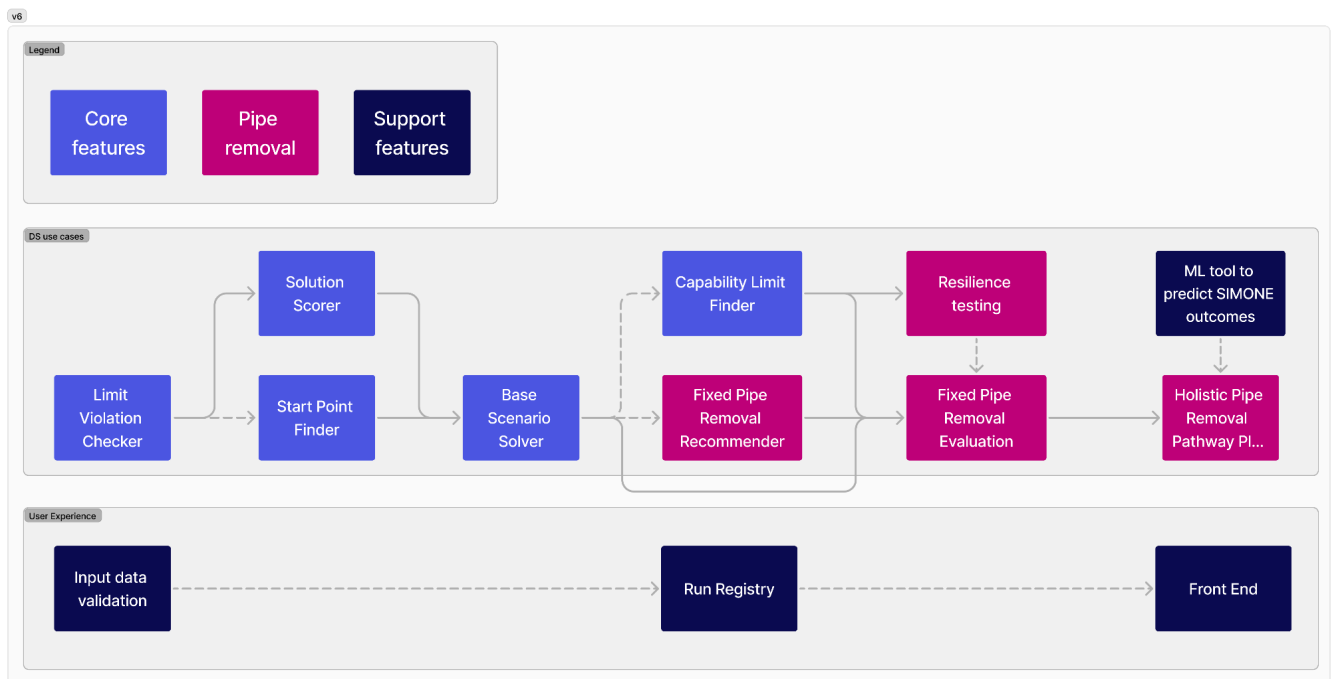 v6
Legend
Core
features
Pipe
removal
Support
features
DS use cases
Solution
Scorer
Capability Limit
Finder
Resilience
testing
ML tool to
predict SIMONE
outcomes
Limit
Violation
Checker
Start Point
Finder
Base
Scenario
Solver
Fixed Pipe
Removal
Recommender
Fixed Pipe
Removal
Evaluation
Holistic Pipe
Removal
Pathway Pl...
User Experience
Input data
validation
Run Registry
Front End